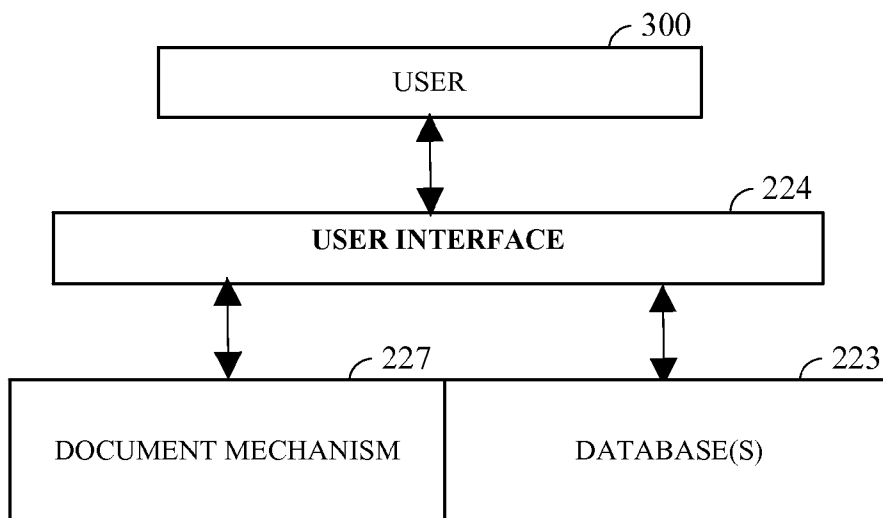 300
USER
224
USER INTERFACE
227
223
DOCUMENT MECHANISM
DATABASE(S)